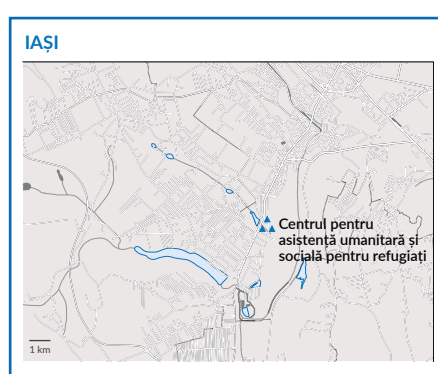 IAȘI
Centrul pentru
asistență umanitară și
socială pentru refugiați
1 km